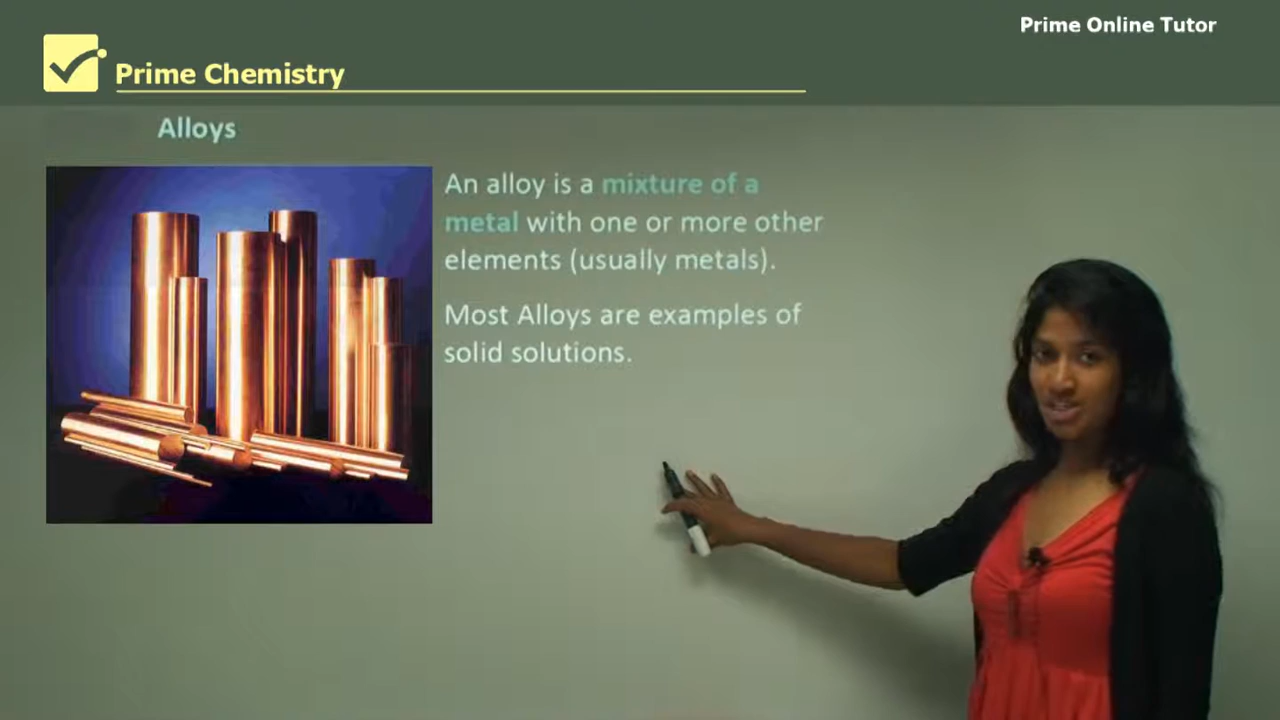 Prime Online Tutor
Prime Chemistry
Alloys
An alloy is a mixture of a
metal with one or more other
elements (usually metals).
Most Alloys are examples of
solid solutions.